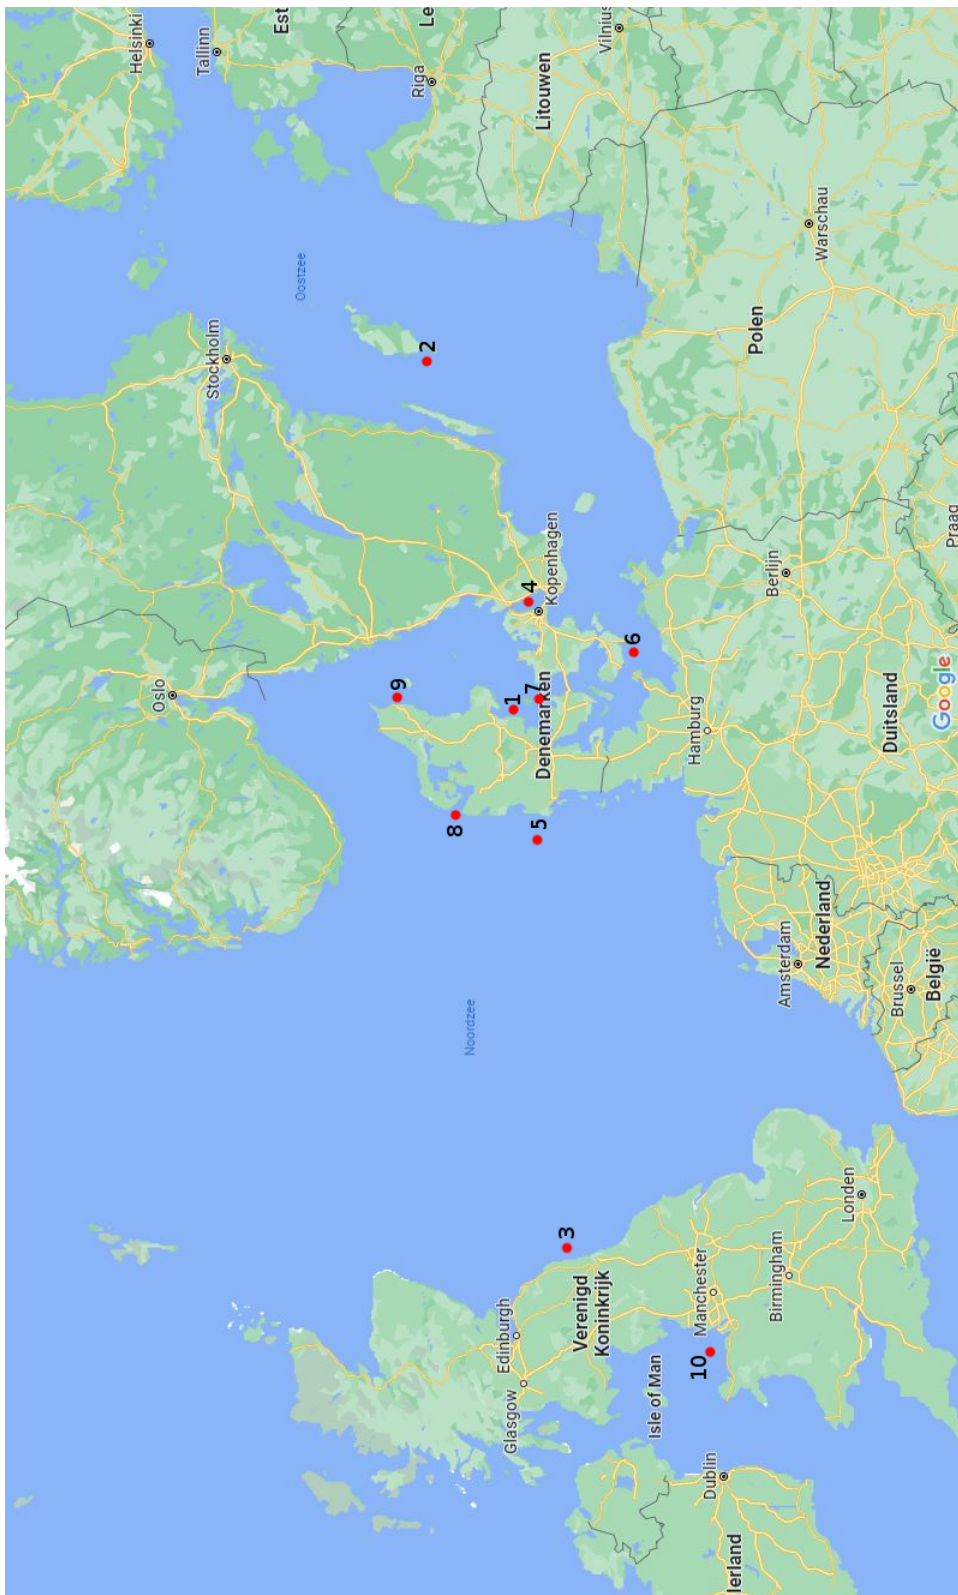 Helsinki
Tallinn
Est
Riga
Le
Vilnius
Litouwen
Oostzee
Stockholm
2
Warschau
Polen
Oslo
9
4
Kopenhagen
6
1
7
Denemarken
8
5
Berlijn
Praag
Hamburg
Duitsland
Google
Noordzee
Amsterdam
Nederland
Brussel
België
3
Edinburgh
Glasgow
Verenigd
Koninkrijk
Isle of Man
10
Manchester
Birmingham
Londen
Dublin
Ierland